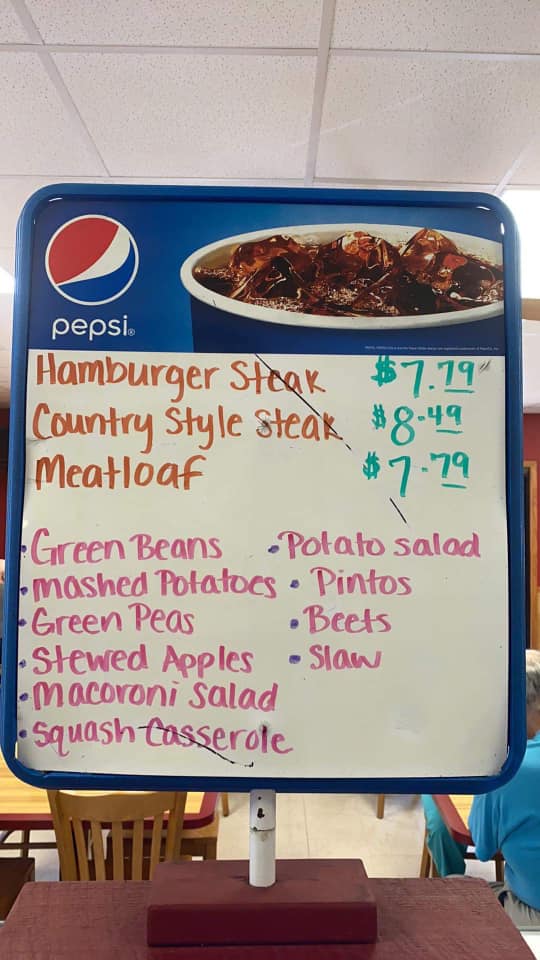 pepsi®
Hamburger Steak $7.79
Country Style Steak $8.49
Meatloaf $7.79
• Green Beans • Potato salad
• mashed Potatoes • Pintos
• Green Peas • Beets
• Stewed Apples • Slaw
• macoroni Salad
• Squash Casserole